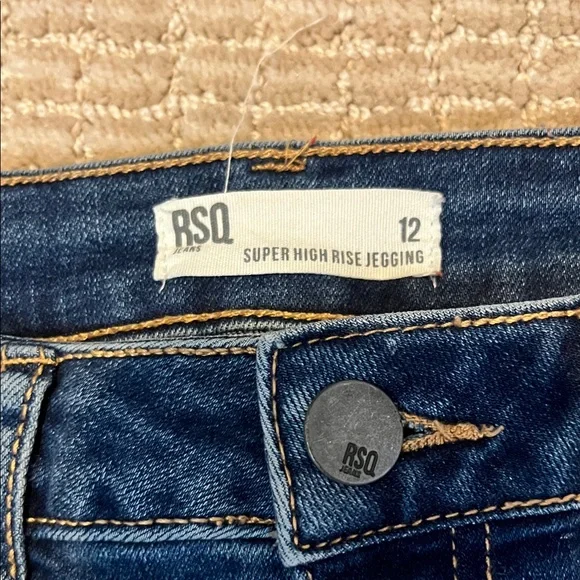 RSQ
JEANS
12
SUPER HIGH RISE JEGGING
RSQ
JEANS